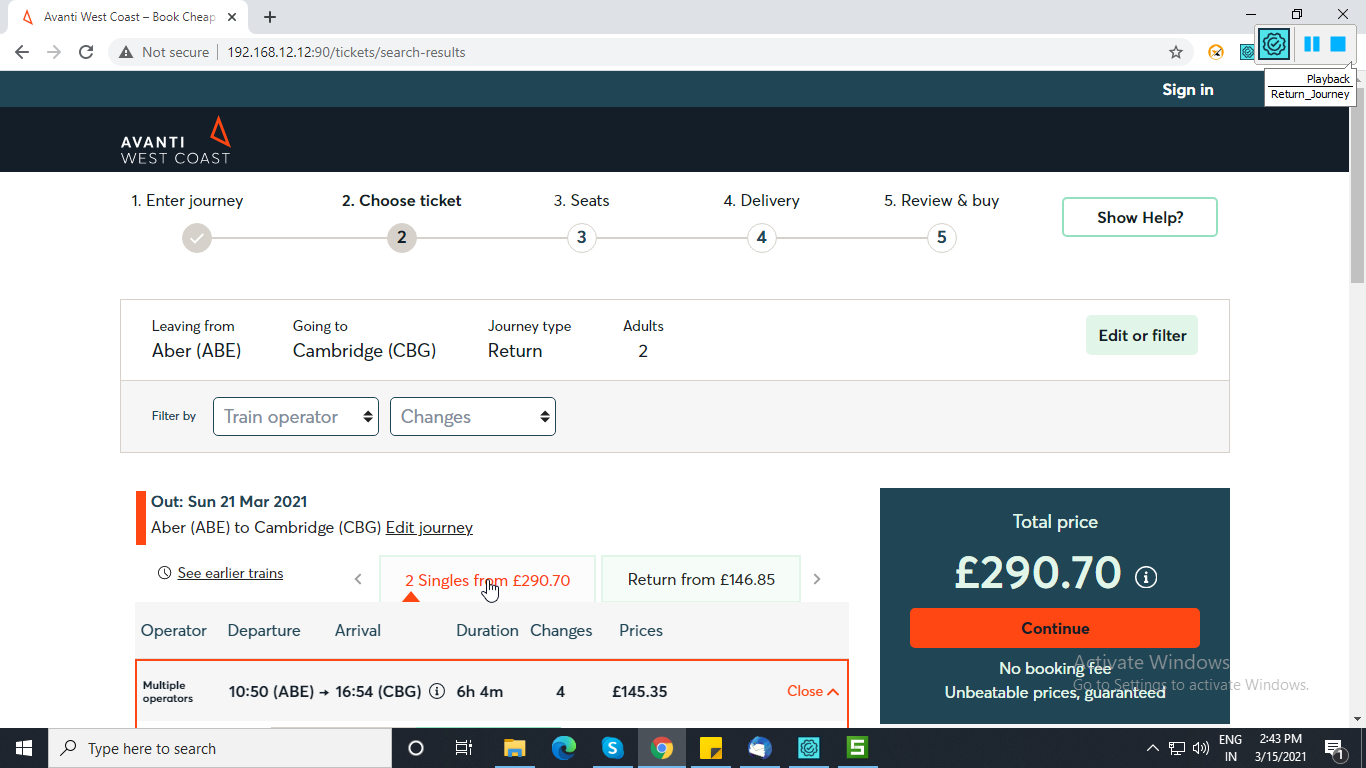 Avanti West Coast – Book Cheap
Not secure
192.168.12.12:90/tickets/search-results
Playback
Return_Journey
Sign in
AVANTI
WEST COAST
1. Enter journey
2. Choose ticket
3. Seats
4. Delivery
5. Review & buy
2
3
4
5
Show Help?
Leaving from
Going to
Journey type
Adults
Aber (ABE)
Cambridge (CBG)
Return
2
Edit or filter
Filter by
Train operator
Changes
Out: Sun 21 Mar 2021
Aber (ABE) to Cambridge (CBG) Edit journey
See earlier trains
2 Singles from £290.70
Return from £146.85
Operator
Departure
Arrival
Duration
Changes
Prices
Multiple
operators
10:50 (ABE) → 16:54 (CBG)
6h 4m
4
£145.35
Close
Total price
£290.70
Continue
No booking fee
Unbeatable prices, guaranteed
Activate Windows
Go to Settings to activate Windows.
Type here to search
ENG
IN
2:43 PM
3/15/2021
1